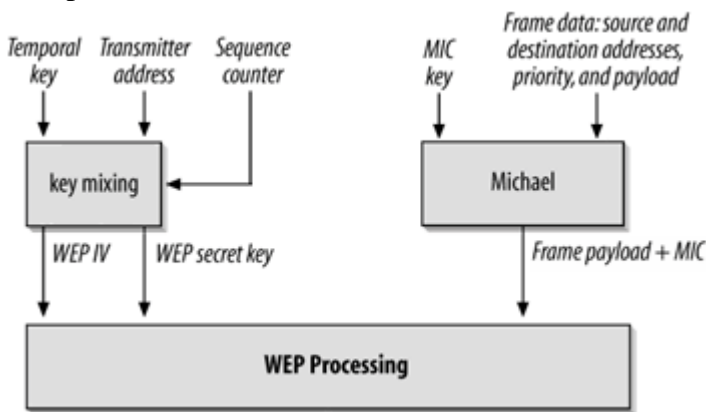 Temporal
key
Transmitter
address
Sequence
counter
MIC
key
Frame data: source and
destination addresses,
priority, and payload
key mixing
Michael
WEP IV
WEP secret key
Frame payload + MIC
WEP Processing